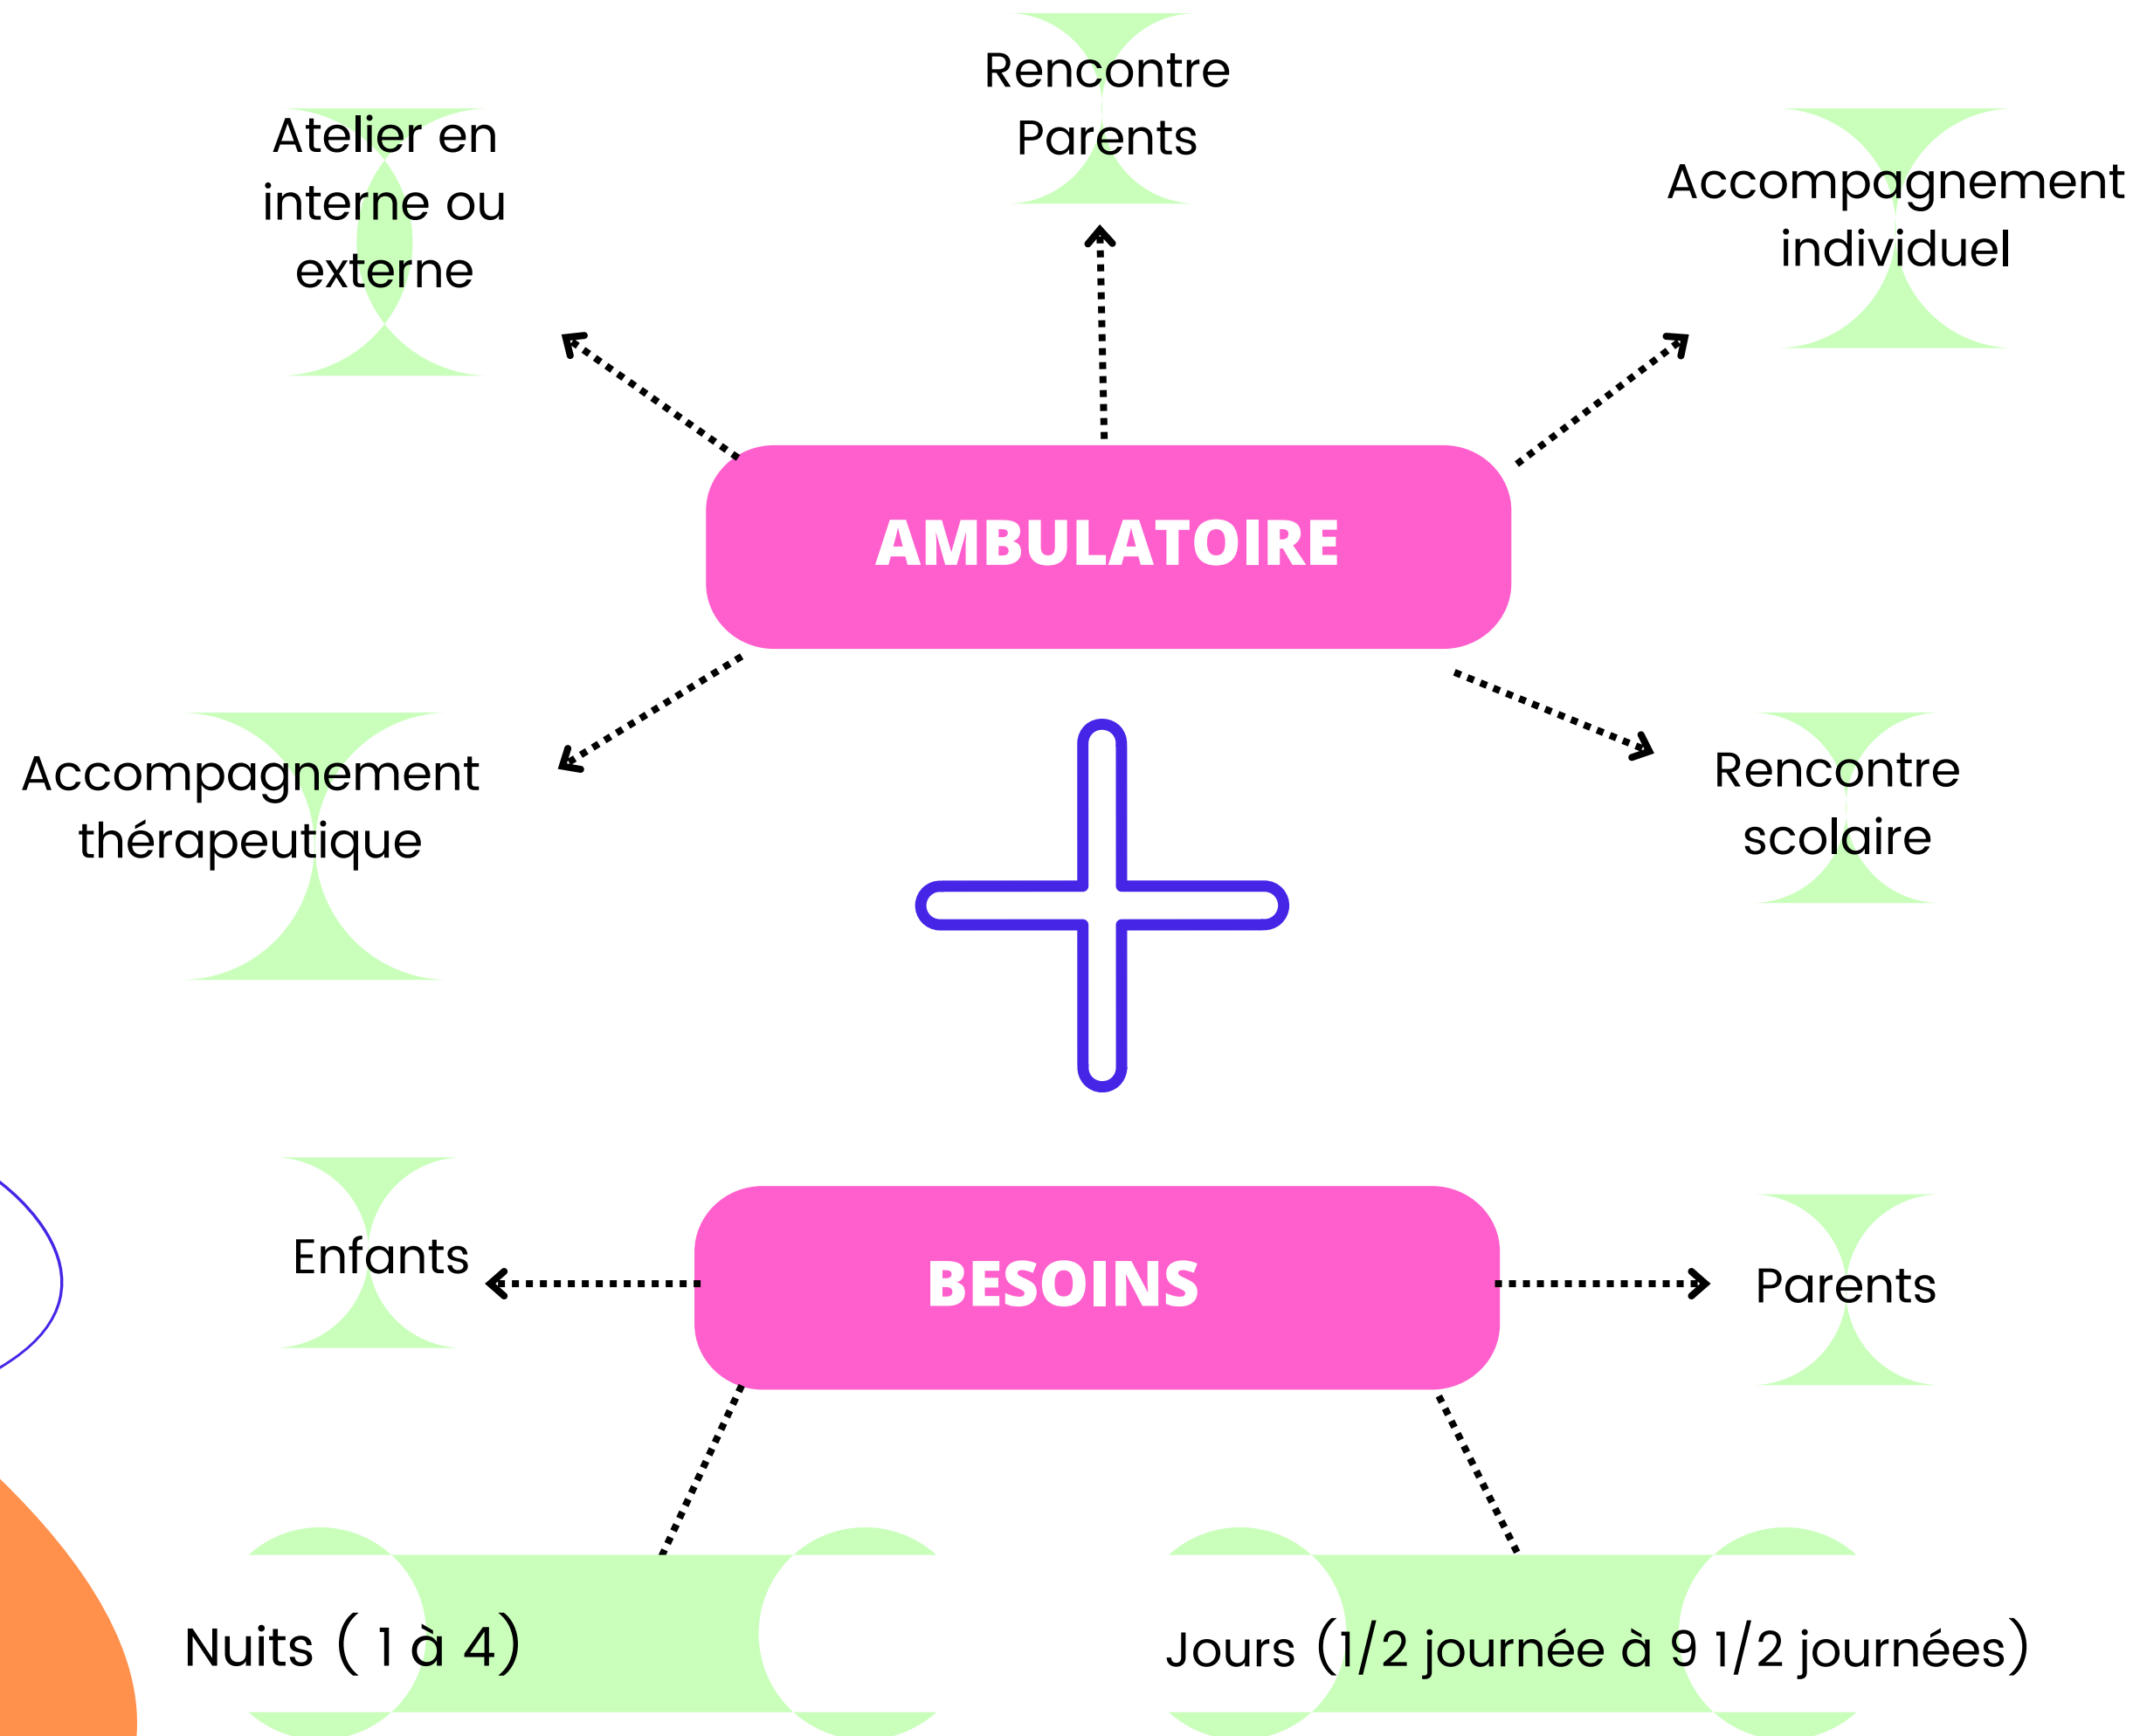 Rencontre
Parents
Atelier en
interne ou
externe
Accompagnement
individuel
AMBULATOIRE
Accompagnement
thérapeutique
Rencontre
scolaire
Enfants
BESOINS
Parents
Nuits ( 1 à 4)
Jours (1/2 journée à 9 1/2 journées)